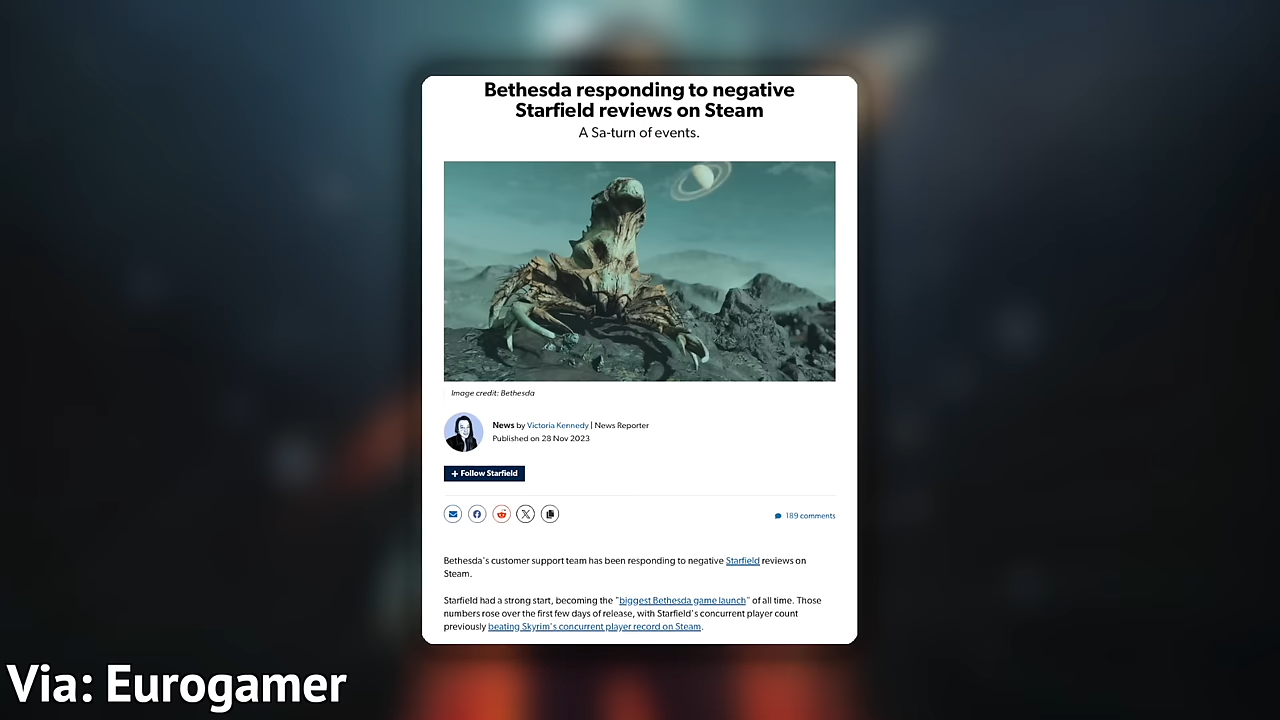 Bethesda responding to negative
Starfield reviews on Steam
A Sa-turn of events.
Image credit: Bethesda
News by Victoria Kennedy | News Reporter
Published on 28 Nov 2023
+ Follow Starfield
189 comments
Bethesda's customer support team has been responding to negative Starfield reviews on
Steam.
Starfield had a strong start, becoming the "biggest Bethesda game launch" of all time. Those
numbers rose over the first few days of release, with Starfield's concurrent player count
previously beating Skyrim's concurrent player record on Steam.
Via: Eurogamer